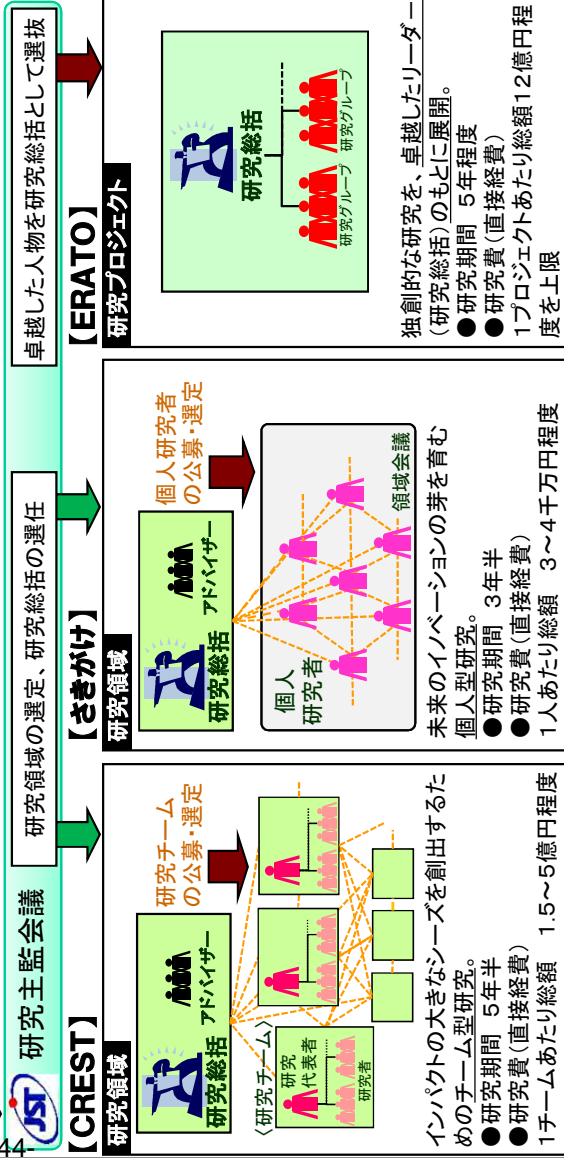 44-
JST
研究主監会議
研究領域の選定、研究総括の選任
卓越した人物を研究総括として選抜
【CREST】
研究領域
研究総括
アドバイザー
研究チーム
の公募・選定
〈研究チーム〉
研究
代表者
研究者
インパクトの大きなシーズを創出するた
めのチーム型研究。
●研究期間 5年半
●研究費(直接経費)
1チームあたり総額 1.5～5億円程度
【さきがけ】
研究領域
研究総括
アドバイザー
個人研究者
の公募・選定
個人
研究者
領域会議
未来のイノベーションの芽を育む
個人型研究。
●研究期間 3年半
●研究費(直接経費)
1人あたり総額 3～4千万円程度
【ERATO】
研究プロジェクト
研究総括
研究グループ
研究グループ
独創的な研究を、卓越したリーダー
(研究総括)のもとに展開。
●研究期間 5年程度
●研究費(直接経費)
1プロジェクトあたり総額12億円程
度を上限